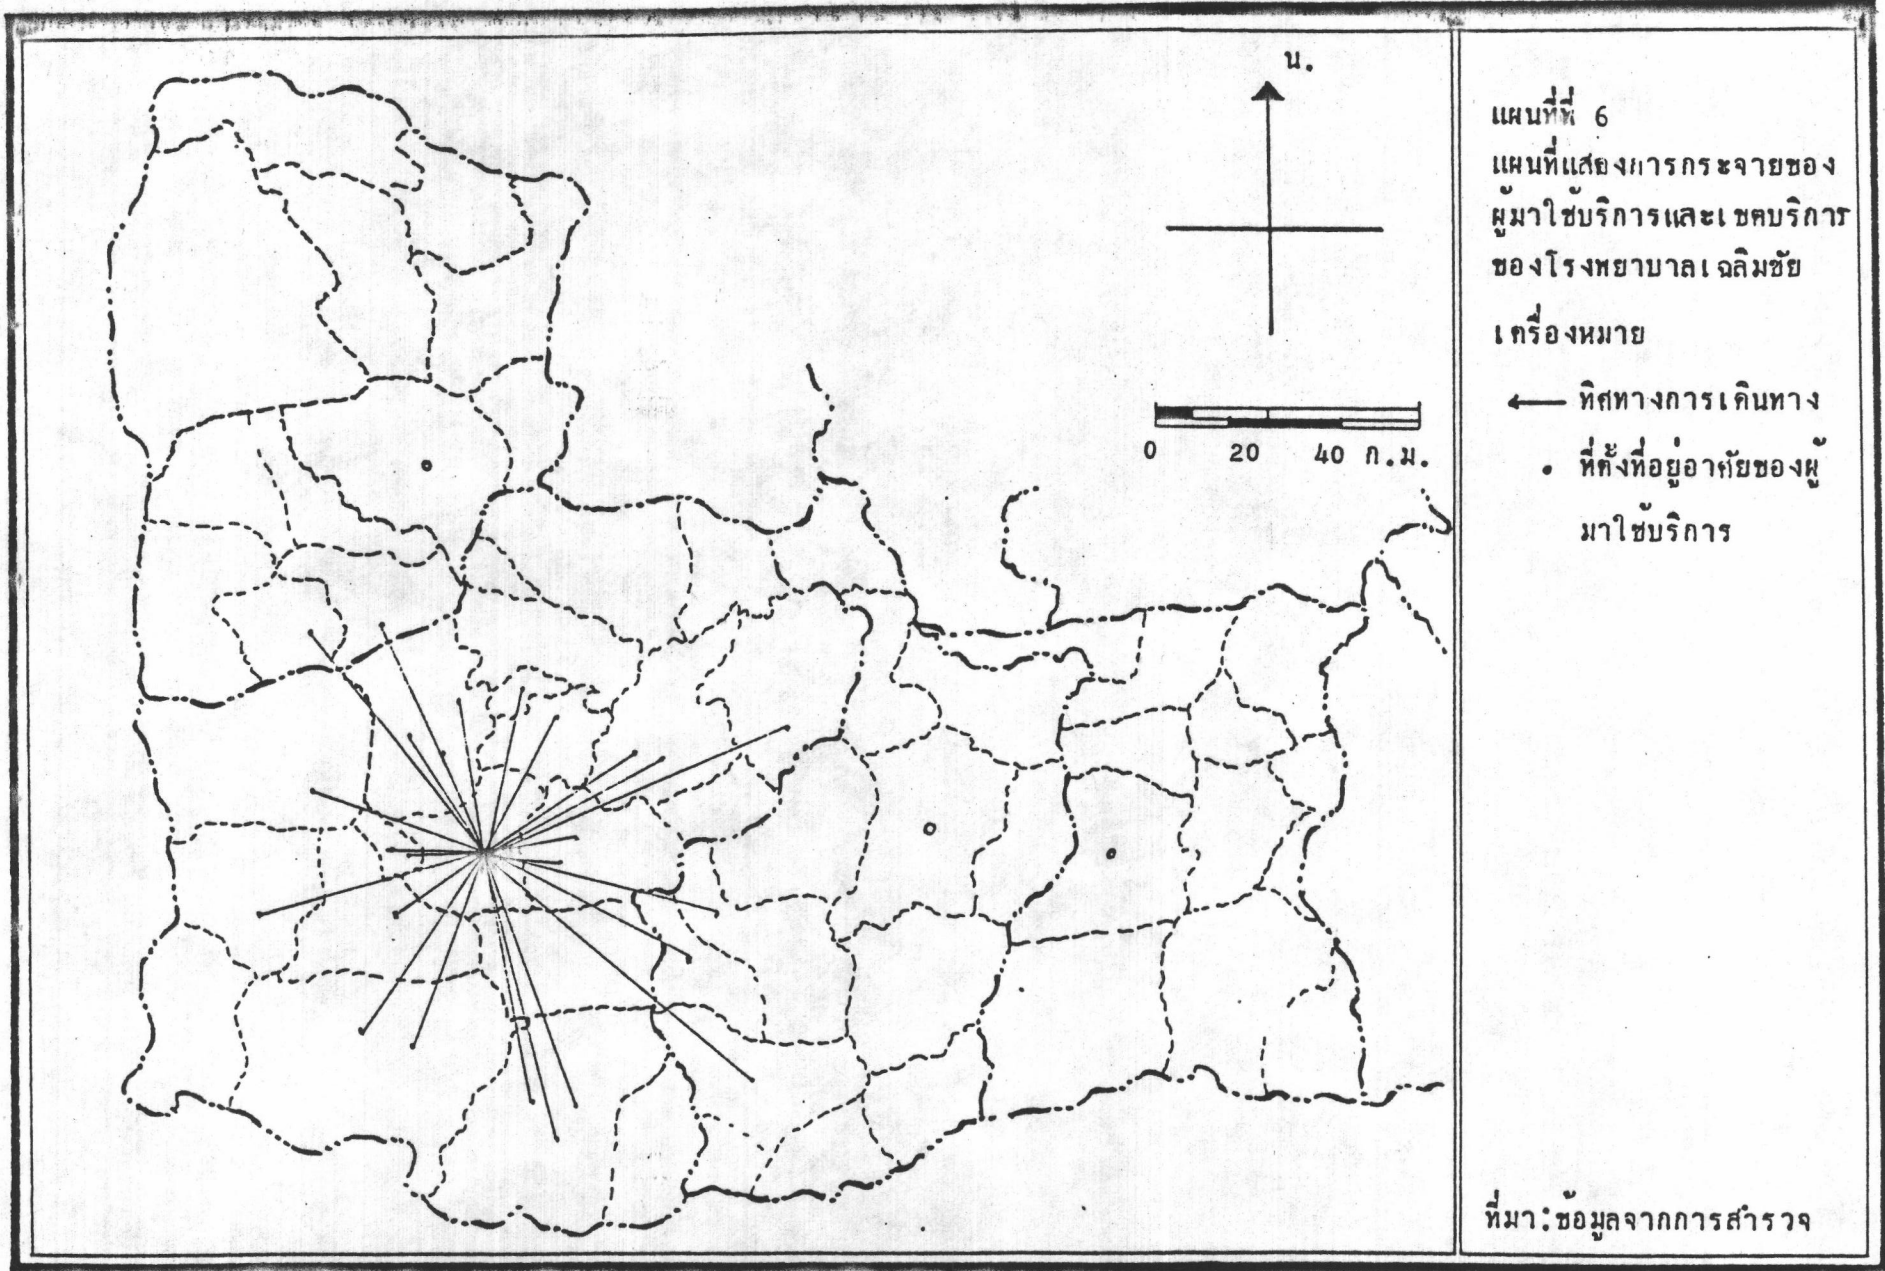 น.
0 20 40 ก.ม.
แผนที่ที่ 6
แผนที่แสดงการกระจายของ
ผู้มาใช้บริการและเขตบริการ
ของโรงพยาบาลเฉลิมชัย
เครื่องหมาย
ทิศทางการเดินทาง
ที่ตั้งที่อยู่อาศัยของผู้
มาใช้บริการ
ที่มา:ข้อมูลจากการสำรวจ